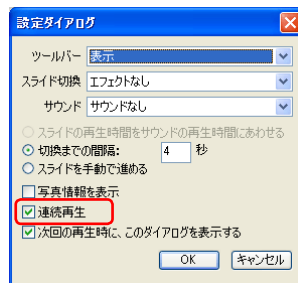 設定ダイアログ
ツールバー 表示
スライド切換 エフェクトなし
サウンド サウンドなし
スライドの再生時間をサウンドの再生時間にあわせる
切換までの間隔: 4 秒
スライドを手動で進める
写真情報を表示
連続再生
次回の再生時に、このダイアログを表示する
OK キャンセル